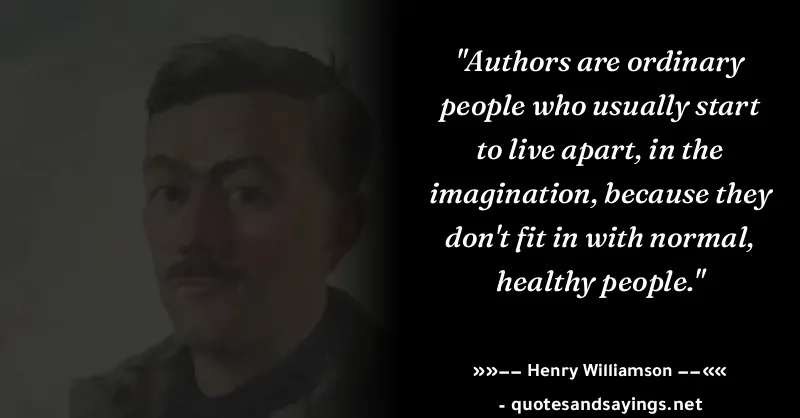 "Authors are ordinary
people who usually start
to live apart, in the
imagination, because they
don't fit in with normal,
healthy people."
»»–– Henry Williamson ––««
- quotesandsayings.net